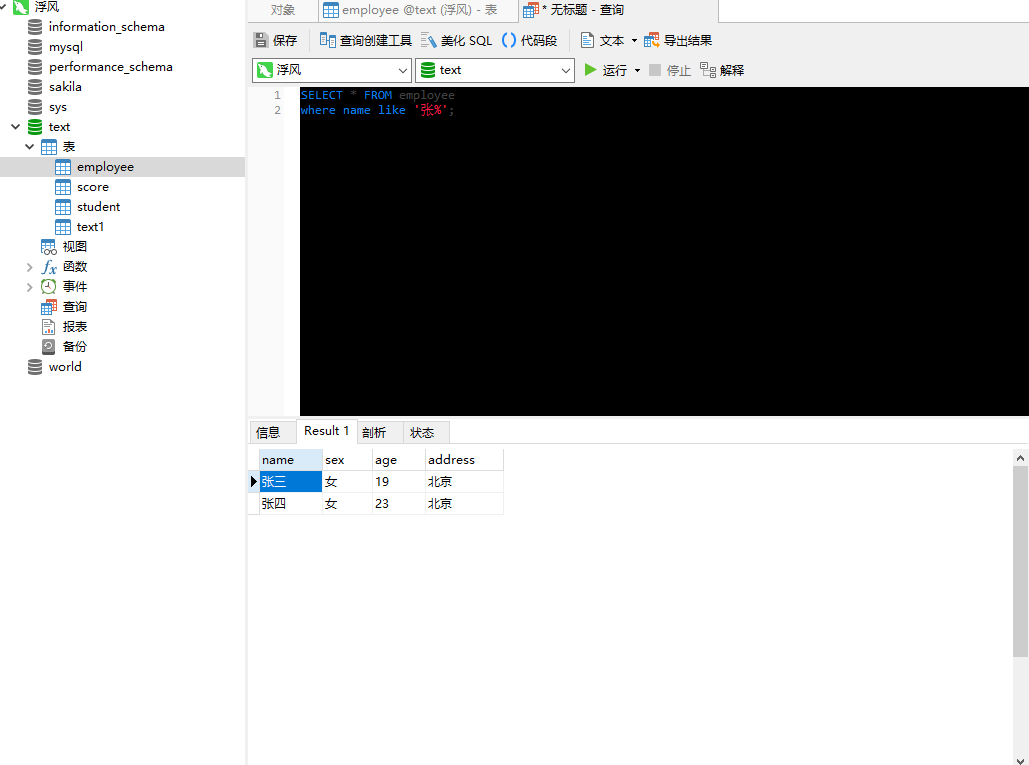 浮风
information_schema
mysql
performance_schema
sakila
sys
text
表
employee
score
student
text1
视图
函数
事件
查询
报表
备份
world
对象 employee @text (浮风) - 表 * 无标题 - 查询
保存 查询创建工具 美化 SQL () 代码段 文本 导出结果
浮风 text 运行 停止 解释
1 SELECT * FROM employee
2 where name like '张%';
信息 Result 1 剖析 状态
name sex age address
张三 女 19 北京
张四 女 23 北京